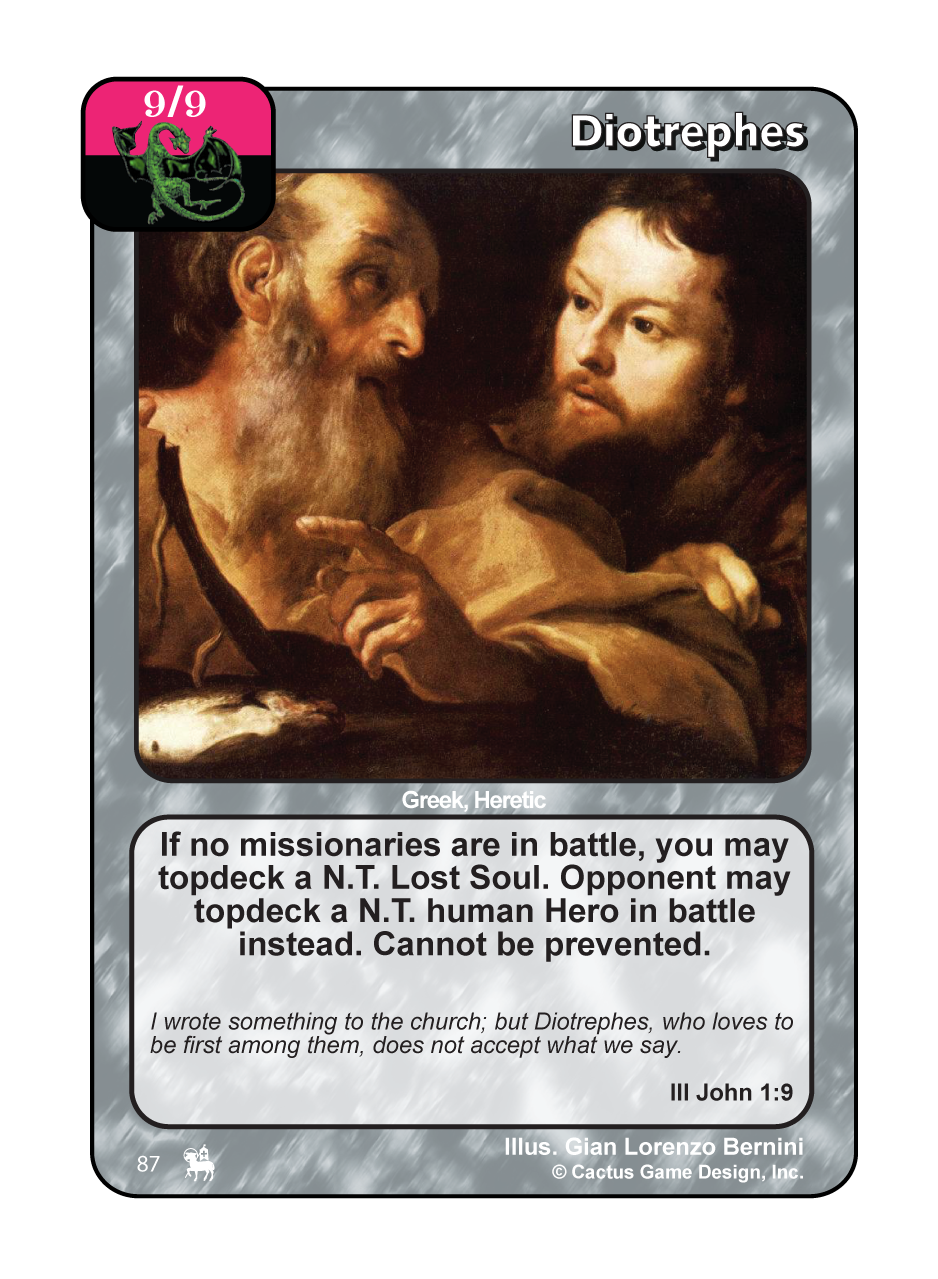 9/9
Diotrephes
Greek, Heretic
If no missionaries are in battle, you may
topdeck a N.T. Lost Soul. Opponent may
topdeck a N.T. human Hero in battle
instead. Cannot be prevented.
I wrote something to the church; but Diotrephes, who loves to
be first among them, does not accept what we say.
III John 1:9
Illus. Gian Lorenzo Bernini
87
© Cactus Game Design, Inc.